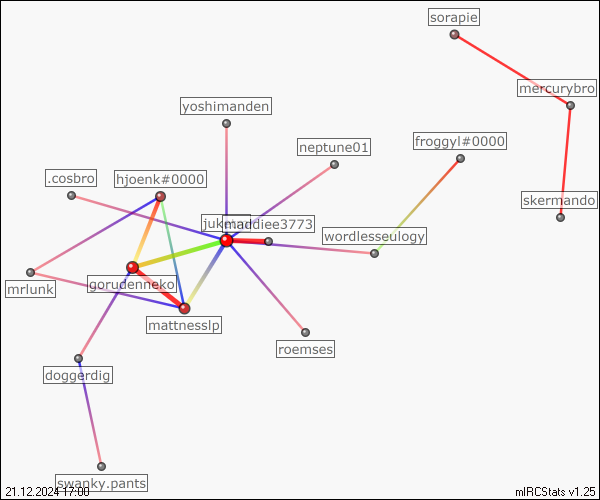 sorapie
mercurybro
yoshimanden
froggyl#0000
neptune01
.cosbro
hjoenk#0000
skermando
maddiee3773
wordlesseulogy
gorudenneko
mrlunk
mattnesslp
roemses
doggerdig
swanky.pants
21.12.2024 17:00
mIRCStats v1.25